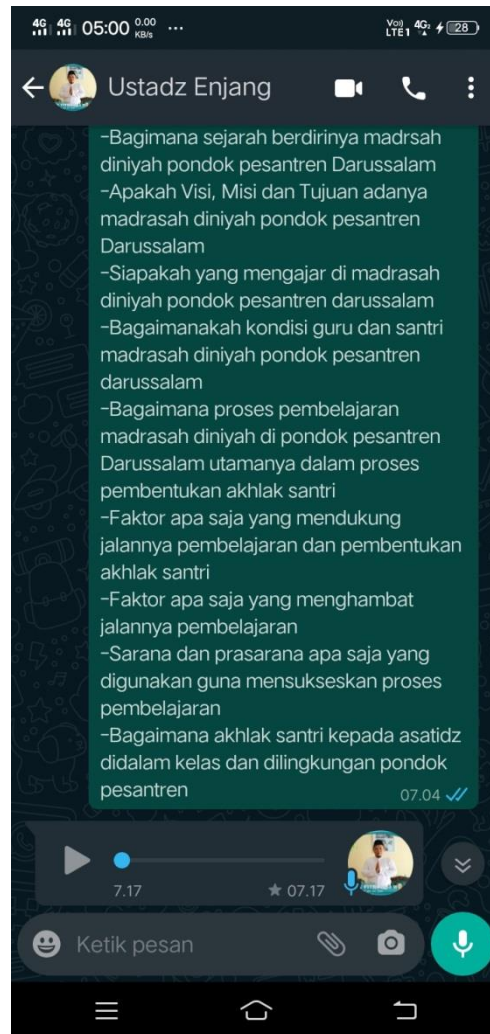 4G 4G 05:00 0.00 KB/s ... VoI) LTE1 4G2 28
Ustadz Enjang
-Bagimana sejarah berdirinya madrsah
diniyah pondok pesantren Darussalam
-Apakah Visi, Misi dan Tujuan adanya
madrasah diniyah pondok pesantren
Darussalam
-Siapakah yang mengajar di madrasah
diniyah pondok pesantren darussalam
-Bagaimanakah kondisi guru dan santri
madrasah diniyah pondok pesantren
darussalam
-Bagaimana proses pembelajaran
madrasah diniyah di pondok pesantren
Darussalam utamanya dalam proses
pembentukan akhlak santri
-Faktor apa saja yang mendukung
jalannya pembelajaran dan pembentukan
akhlak santri
-Faktor apa saja yang menghambat
jalannya pembelajaran
-Sarana dan prasarana apa saja yang
digunakan guna mensukseskan proses
pembelajaran
-Bagaimana akhlak santri kepada asatidz
didalam kelas dan dilingkungan pondok
pesantren 07.04
7.17 ★ 07.17
Ketik pesan